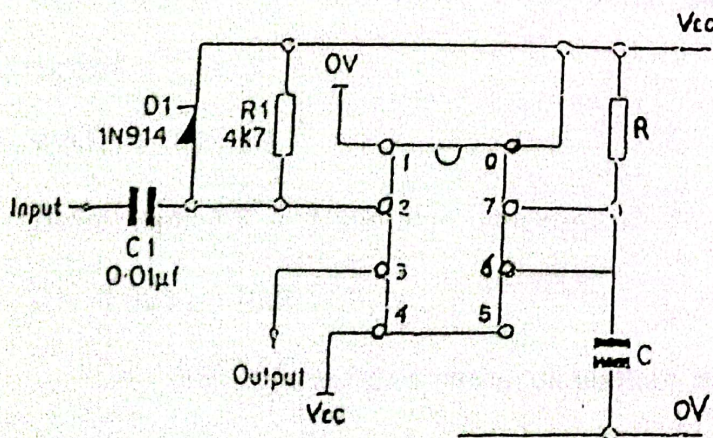 Vcc
0V
D1
1N914
R1
4K7
R
1
8
Input
2
7
C1
0·01µf
3
6
4
5
C
Output
Vcc
0V